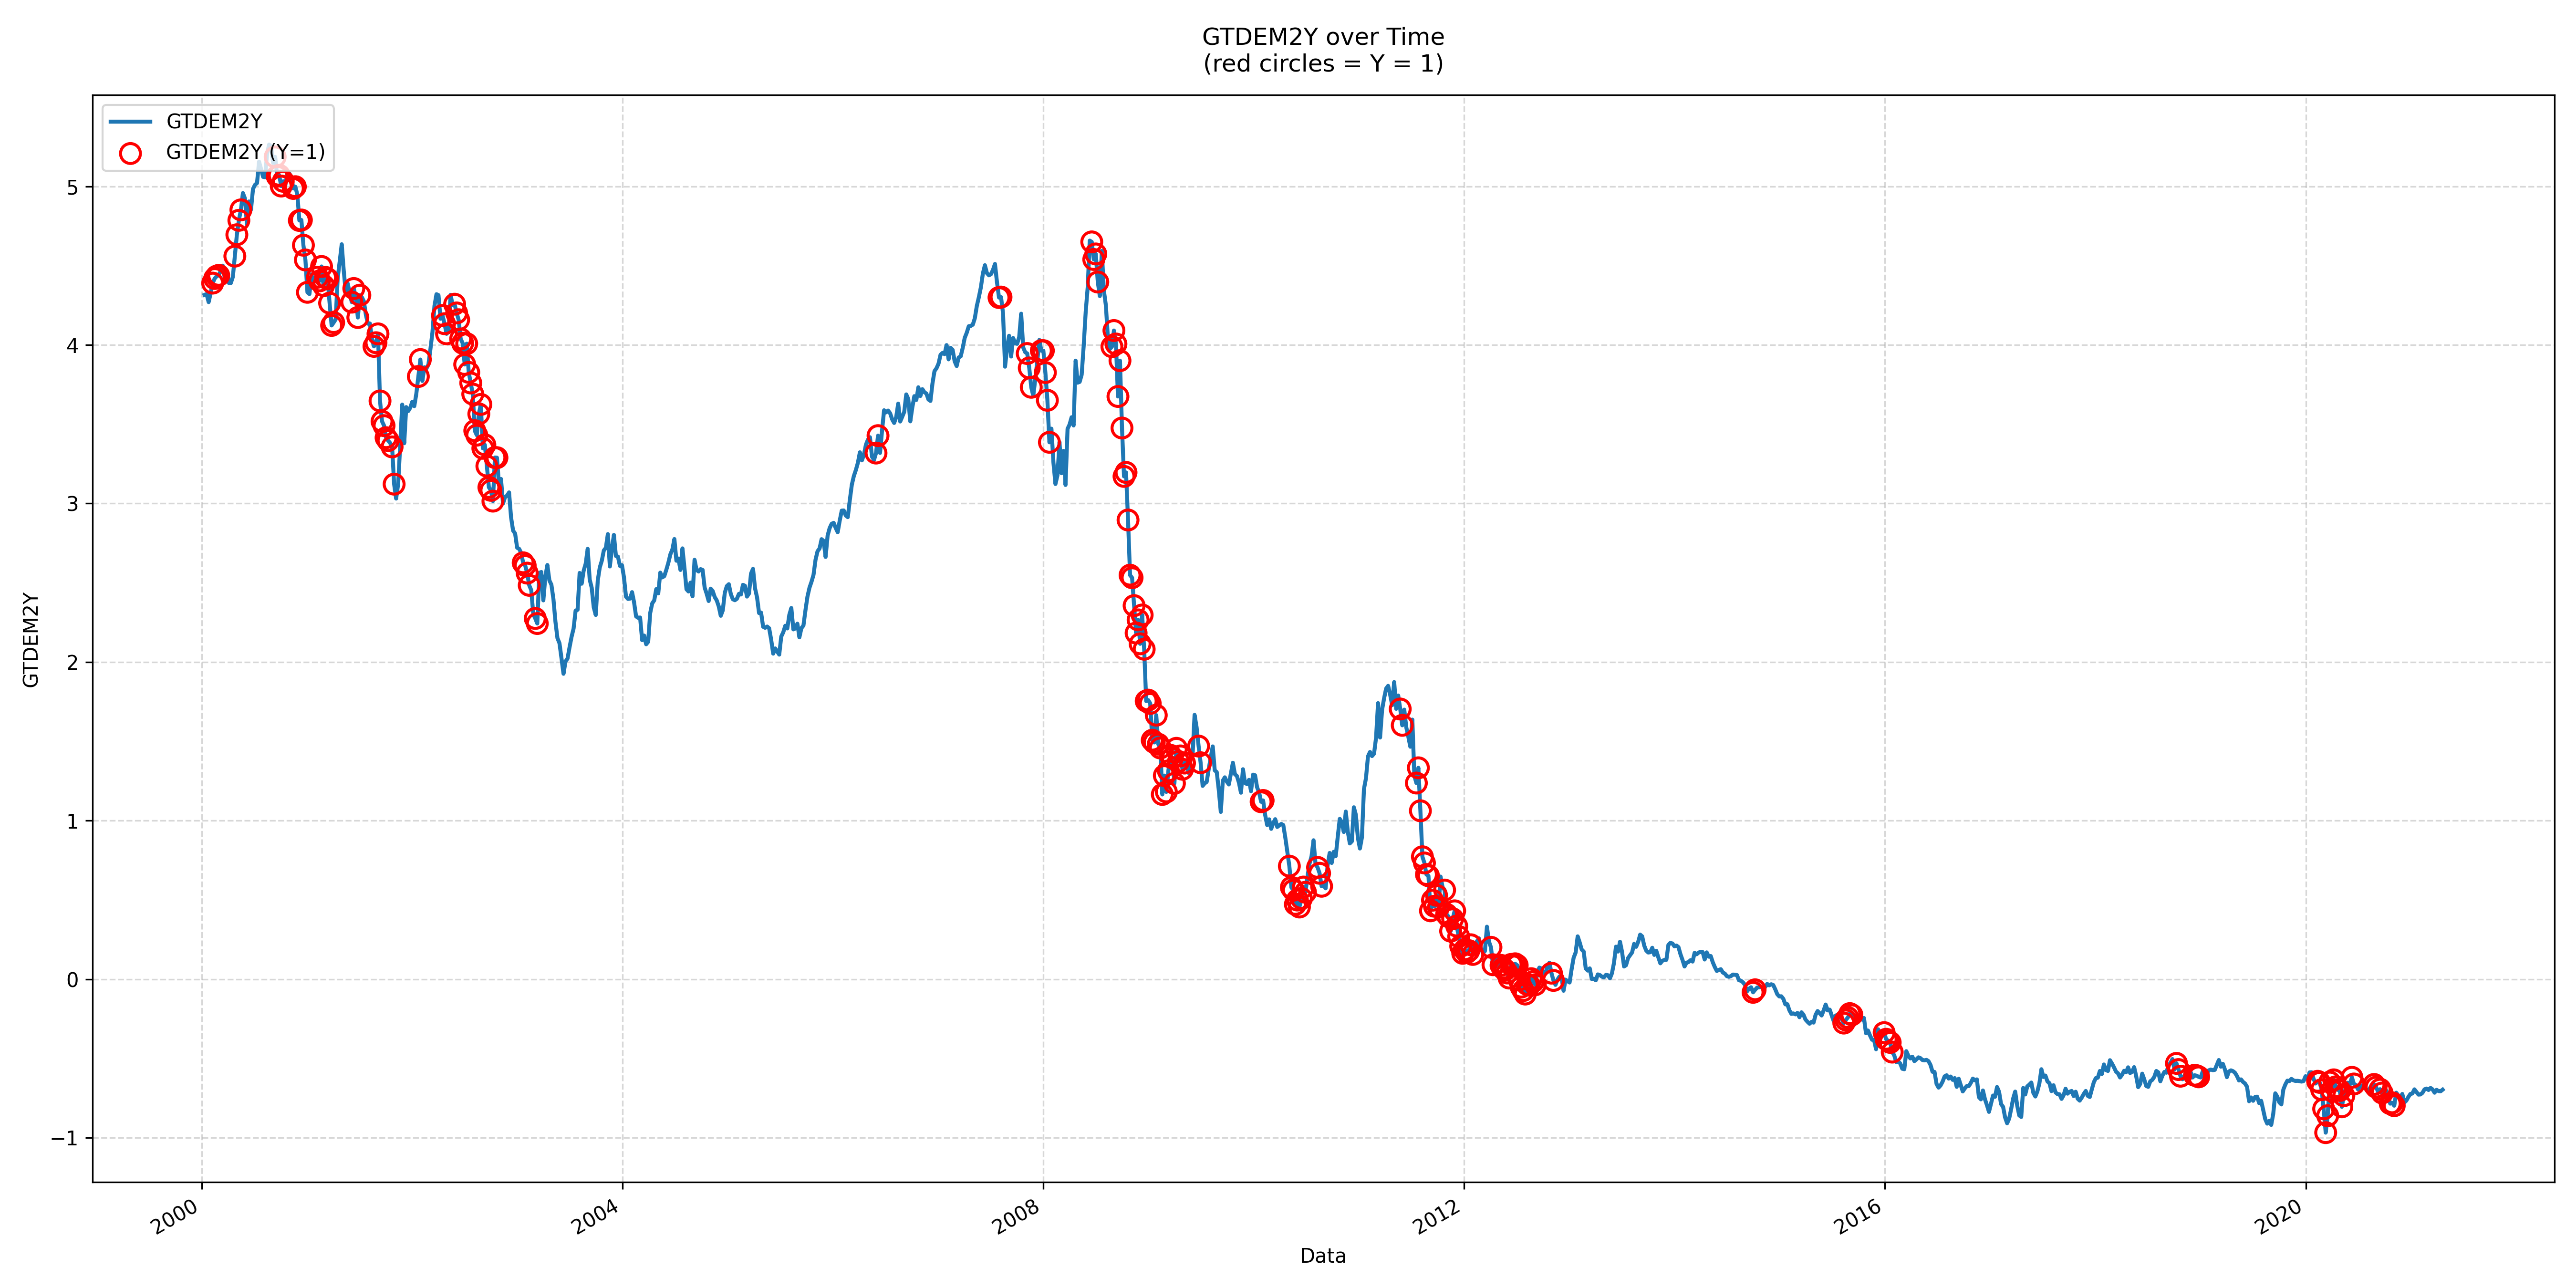 GTDEM2Y over Time
(red circles = Y = 1)
GTDEM2Y
GTDEM2Y (Y=1)
5
4
3
2
1
0
−1
GTDEM2Y
2000
2004
2008
2012
2016
2020
Data